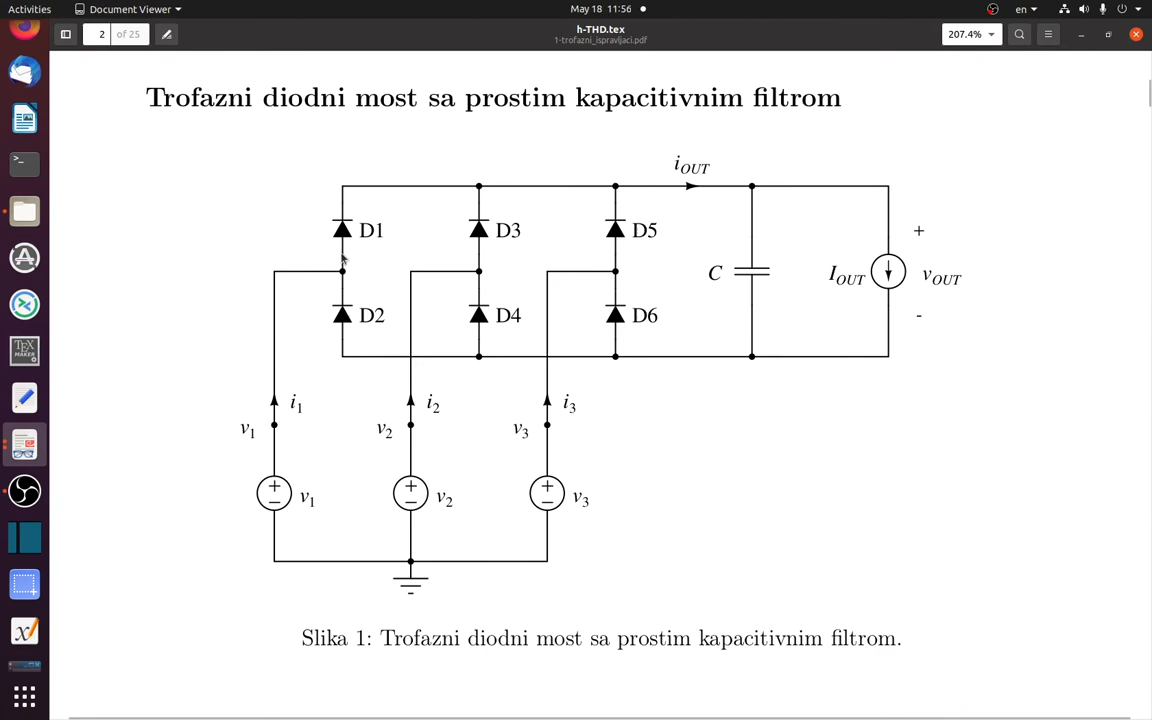 Activities
Document Viewer
May 18 11:56
en
2
of 25
h-THD.tex
1-trofazni_ispravljaci.pdf
207.4%
Trofazni diodni most sa prostim kapacitivnim filtrom
iOUT
D1
D3
D5
+
C
IOUT
vOUT
D2
D4
D6
-
i1
i2
i3
v1
v2
v3
+
+
+
v1
v2
v3
−
−
−
Slika 1: Trofazni diodni most sa prostim kapacitivnim filtrom.
>_
A
TEX
MAKER
X